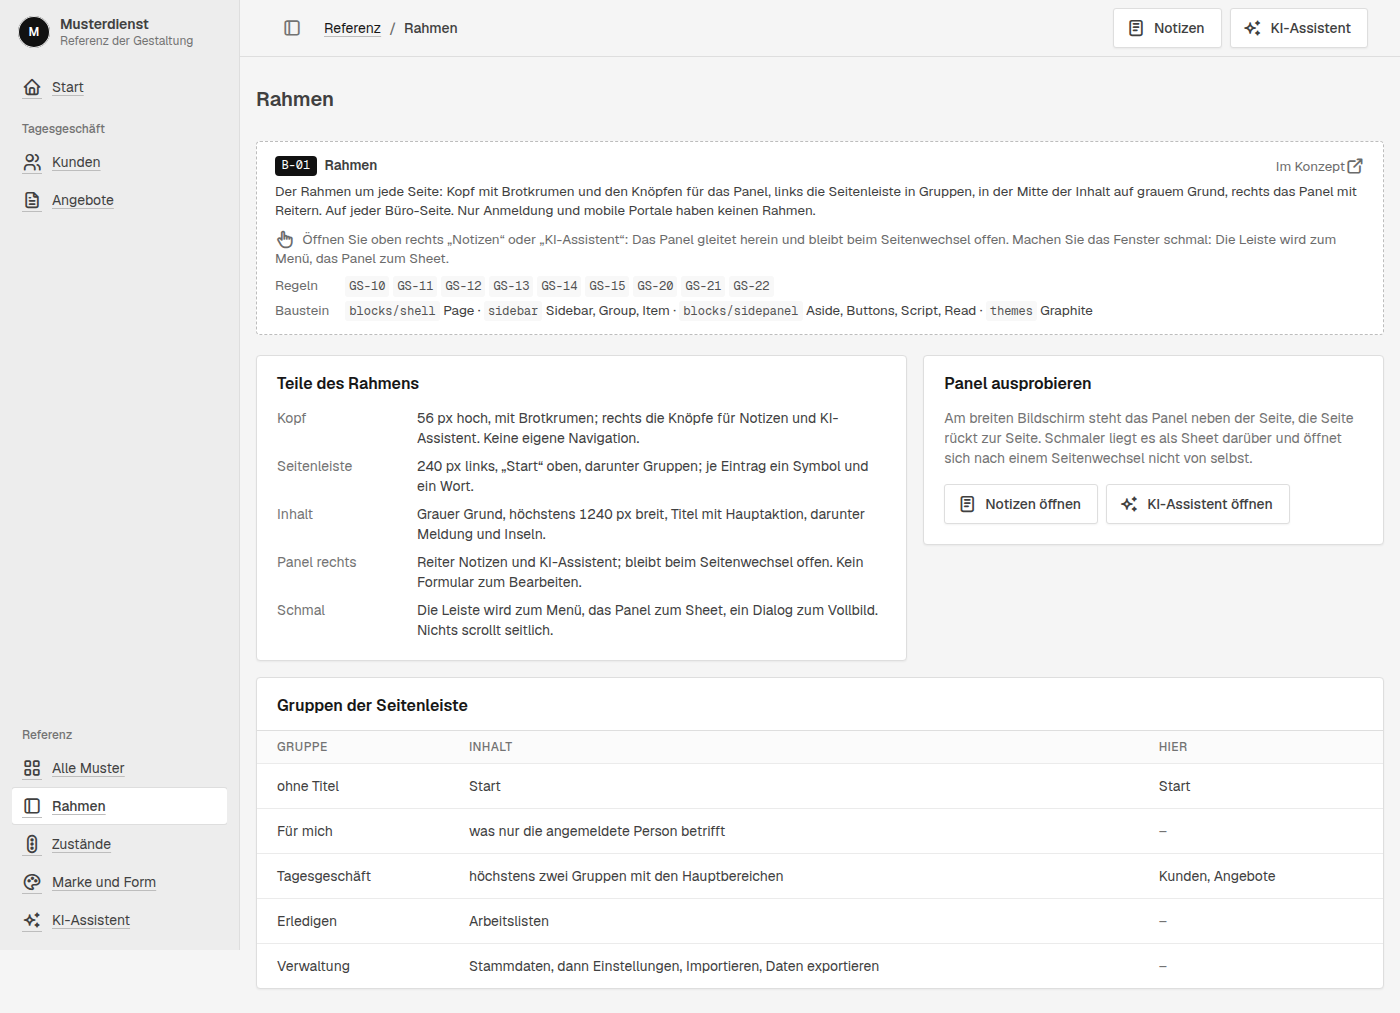 M
Musterdienst
Referenz der Gestaltung
Start
Tagesgeschäft
Kunden
Angebote
Referenz
Alle Muster
Rahmen
Zustände
Marke und Form
KI-Assistent
Referenz / Rahmen
Notizen
KI-Assistent
Rahmen
B-01 Rahmen
Im Konzept
Der Rahmen um jede Seite: Kopf mit Brotkrumen und den Knöpfen für das Panel, links die Seitenleiste in Gruppen, in der Mitte der Inhalt auf grauem Grund, rechts das Panel mit
Reitern. Auf jeder Büro-Seite. Nur Anmeldung und mobile Portale haben keinen Rahmen.
Öffnen Sie oben rechts „Notizen“ oder „KI-Assistent“: Das Panel gleitet herein und bleibt beim Seitenwechsel offen. Machen Sie das Fenster schmal: Die Leiste wird zum
Menü, das Panel zum Sheet.
Regeln GS-10 GS-11 GS-12 GS-13 GS-14 GS-15 GS-20 GS-21 GS-22
Baustein blocks/shell Page · sidebar Sidebar, Group, Item · blocks/sidepanel Aside, Buttons, Script, Read · themes Graphite
Teile des Rahmens
Kopf 56 px hoch, mit Brotkrumen; rechts die Knöpfe für Notizen und KI-
Assistent. Keine eigene Navigation.
Seitenleiste 240 px links, „Start“ oben, darunter Gruppen; je Eintrag ein Symbol und
ein Wort.
Inhalt Grauer Grund, höchstens 1240 px breit, Titel mit Hauptaktion, darunter
Meldung und Inseln.
Panel rechts Reiter Notizen und KI-Assistent; bleibt beim Seitenwechsel offen. Kein
Formular zum Bearbeiten.
Schmal Die Leiste wird zum Menü, das Panel zum Sheet, ein Dialog zum Vollbild.
Nichts scrollt seitlich.
Panel ausprobieren
Am breiten Bildschirm steht das Panel neben der Seite, die Seite
rückt zur Seite. Schmaler liegt es als Sheet darüber und öffnet
sich nach einem Seitenwechsel nicht von selbst.
Notizen öffnen
KI-Assistent öffnen
Gruppen der Seitenleiste
GRUPPE INHALT HIER
ohne Titel Start Start
Für mich was nur die angemeldete Person betrifft –
Tagesgeschäft höchstens zwei Gruppen mit den Hauptbereichen Kunden, Angebote
Erledigen Arbeitslisten –
Verwaltung Stammdaten, dann Einstellungen, Importieren, Daten exportieren –